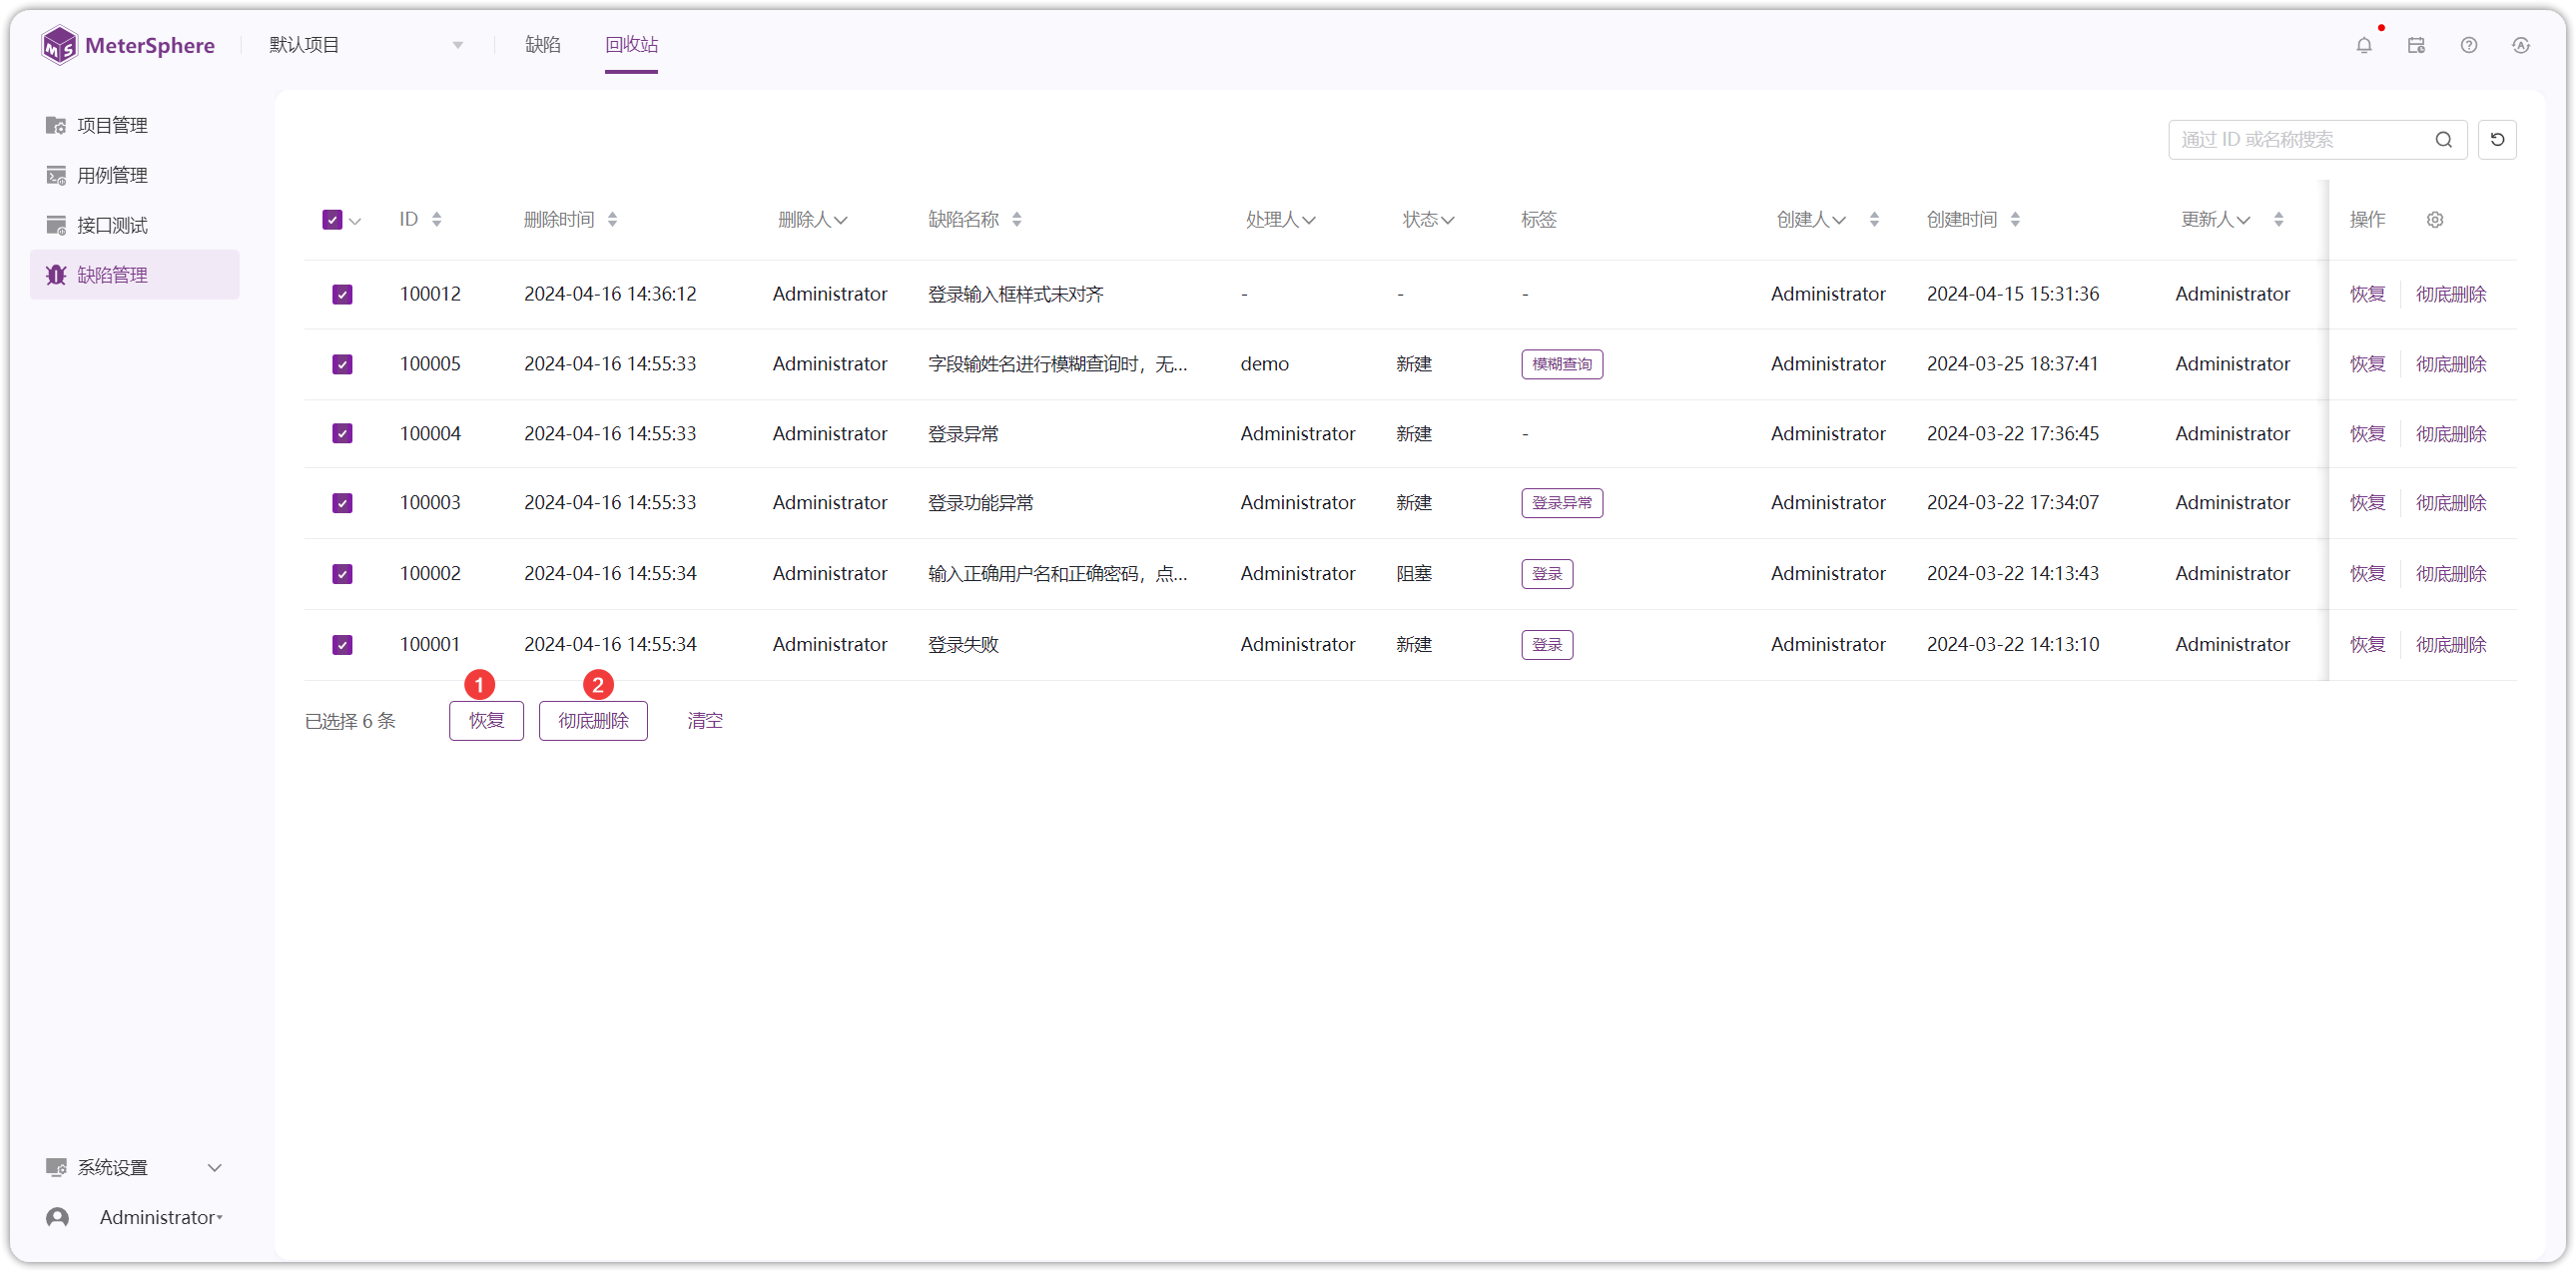 MeterSphere 默认项目 缺陷 回收站
项目管理
用例管理
接口测试
缺陷管理
通过 ID 或名称搜索
ID 删除时间 删除人 缺陷名称 处理人 状态 标签 创建人 创建时间 更新人 操作
100012 2024-04-16 14:36:12 Administrator 登录输入框样式未对齐 - - - Administrator 2024-04-15 15:31:36 Administrator 恢复 彻底删除
100005 2024-04-16 14:55:33 Administrator 字段输姓名进行模糊查询时，无... demo 新建 模糊查询 Administrator 2024-03-25 18:37:41 Administrator 恢复 彻底删除
100004 2024-04-16 14:55:33 Administrator 登录异常 Administrator 新建 - Administrator 2024-03-22 17:36:45 Administrator 恢复 彻底删除
100003 2024-04-16 14:55:33 Administrator 登录功能异常 Administrator 新建 登录异常 Administrator 2024-03-22 17:34:07 Administrator 恢复 彻底删除
100002 2024-04-16 14:55:34 Administrator 输入正确用户名和正确密码，点... Administrator 阻塞 登录 Administrator 2024-03-22 14:13:43 Administrator 恢复 彻底删除
100001 2024-04-16 14:55:34 Administrator 登录失败 Administrator 新建 登录 Administrator 2024-03-22 14:13:10 Administrator 恢复 彻底删除
1 2
已选择 6 条 恢复 彻底删除 清空
系统设置
Administrator